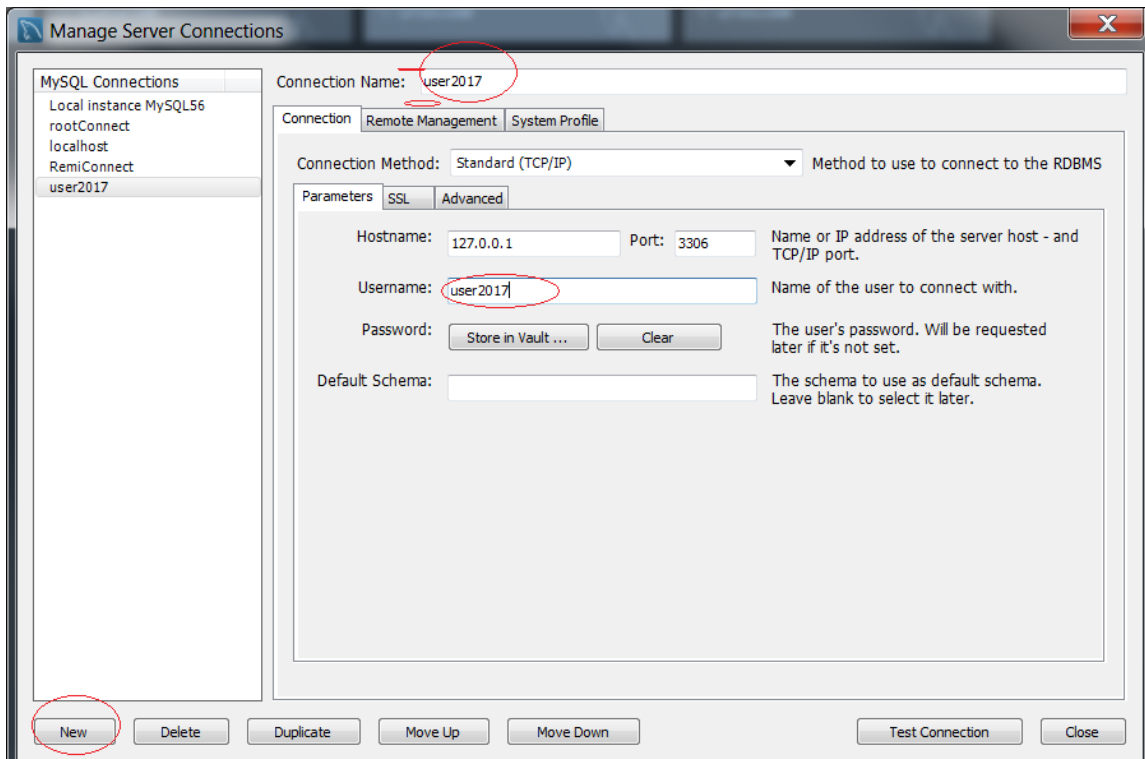 Manage Server Connections
X
MySQL Connections
Local instance MySQL56
rootConnect
localhost
RemiConnect
user2017
Connection Name: user2017
Connection Remote Management System Profile
Connection Method: Standard (TCP/IP) Method to use to connect to the RDBMS
Parameters SSL Advanced
Hostname: 127.0.0.1 Port: 3306 Name or IP address of the server host - and
TCP/IP port.
Username: user2017 Name of the user to connect with.
Password: Store in Vault ... Clear The user's password. Will be requested
later if it's not set.
Default Schema: The schema to use as default schema.
Leave blank to select it later.
New Delete Duplicate Move Up Move Down Test Connection Close